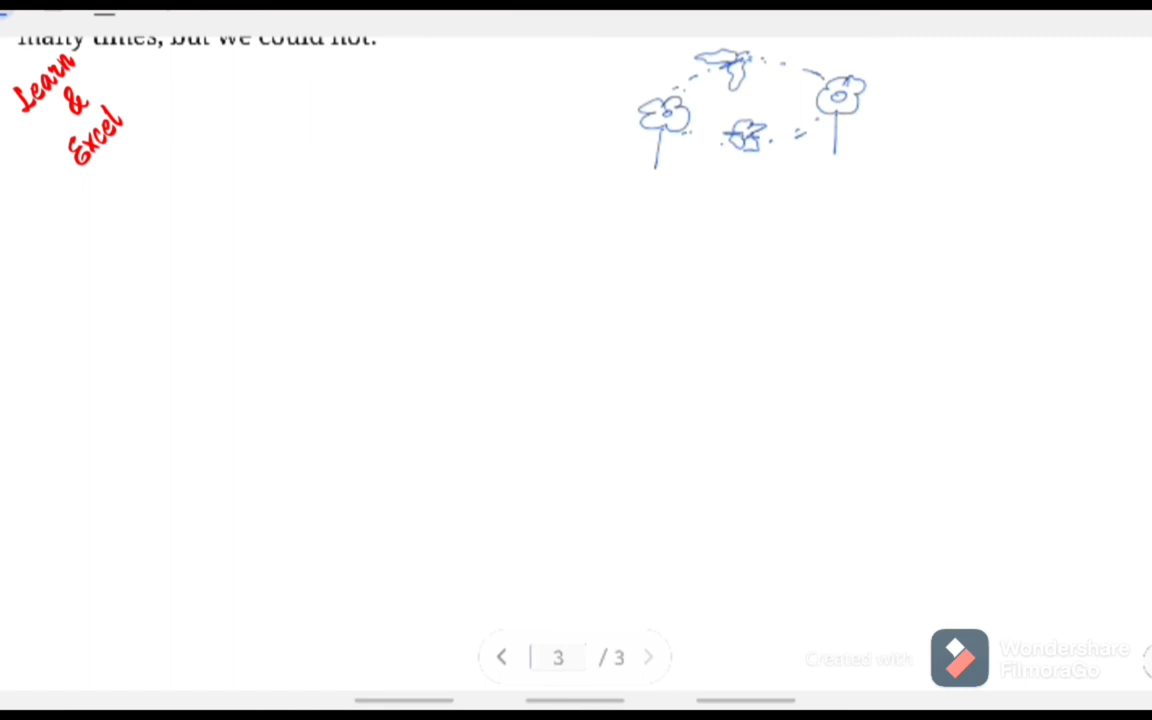 many times, but we could not.
Learn
&
Excel
3 / 3
Created with
Wondershare
FilmoraGo